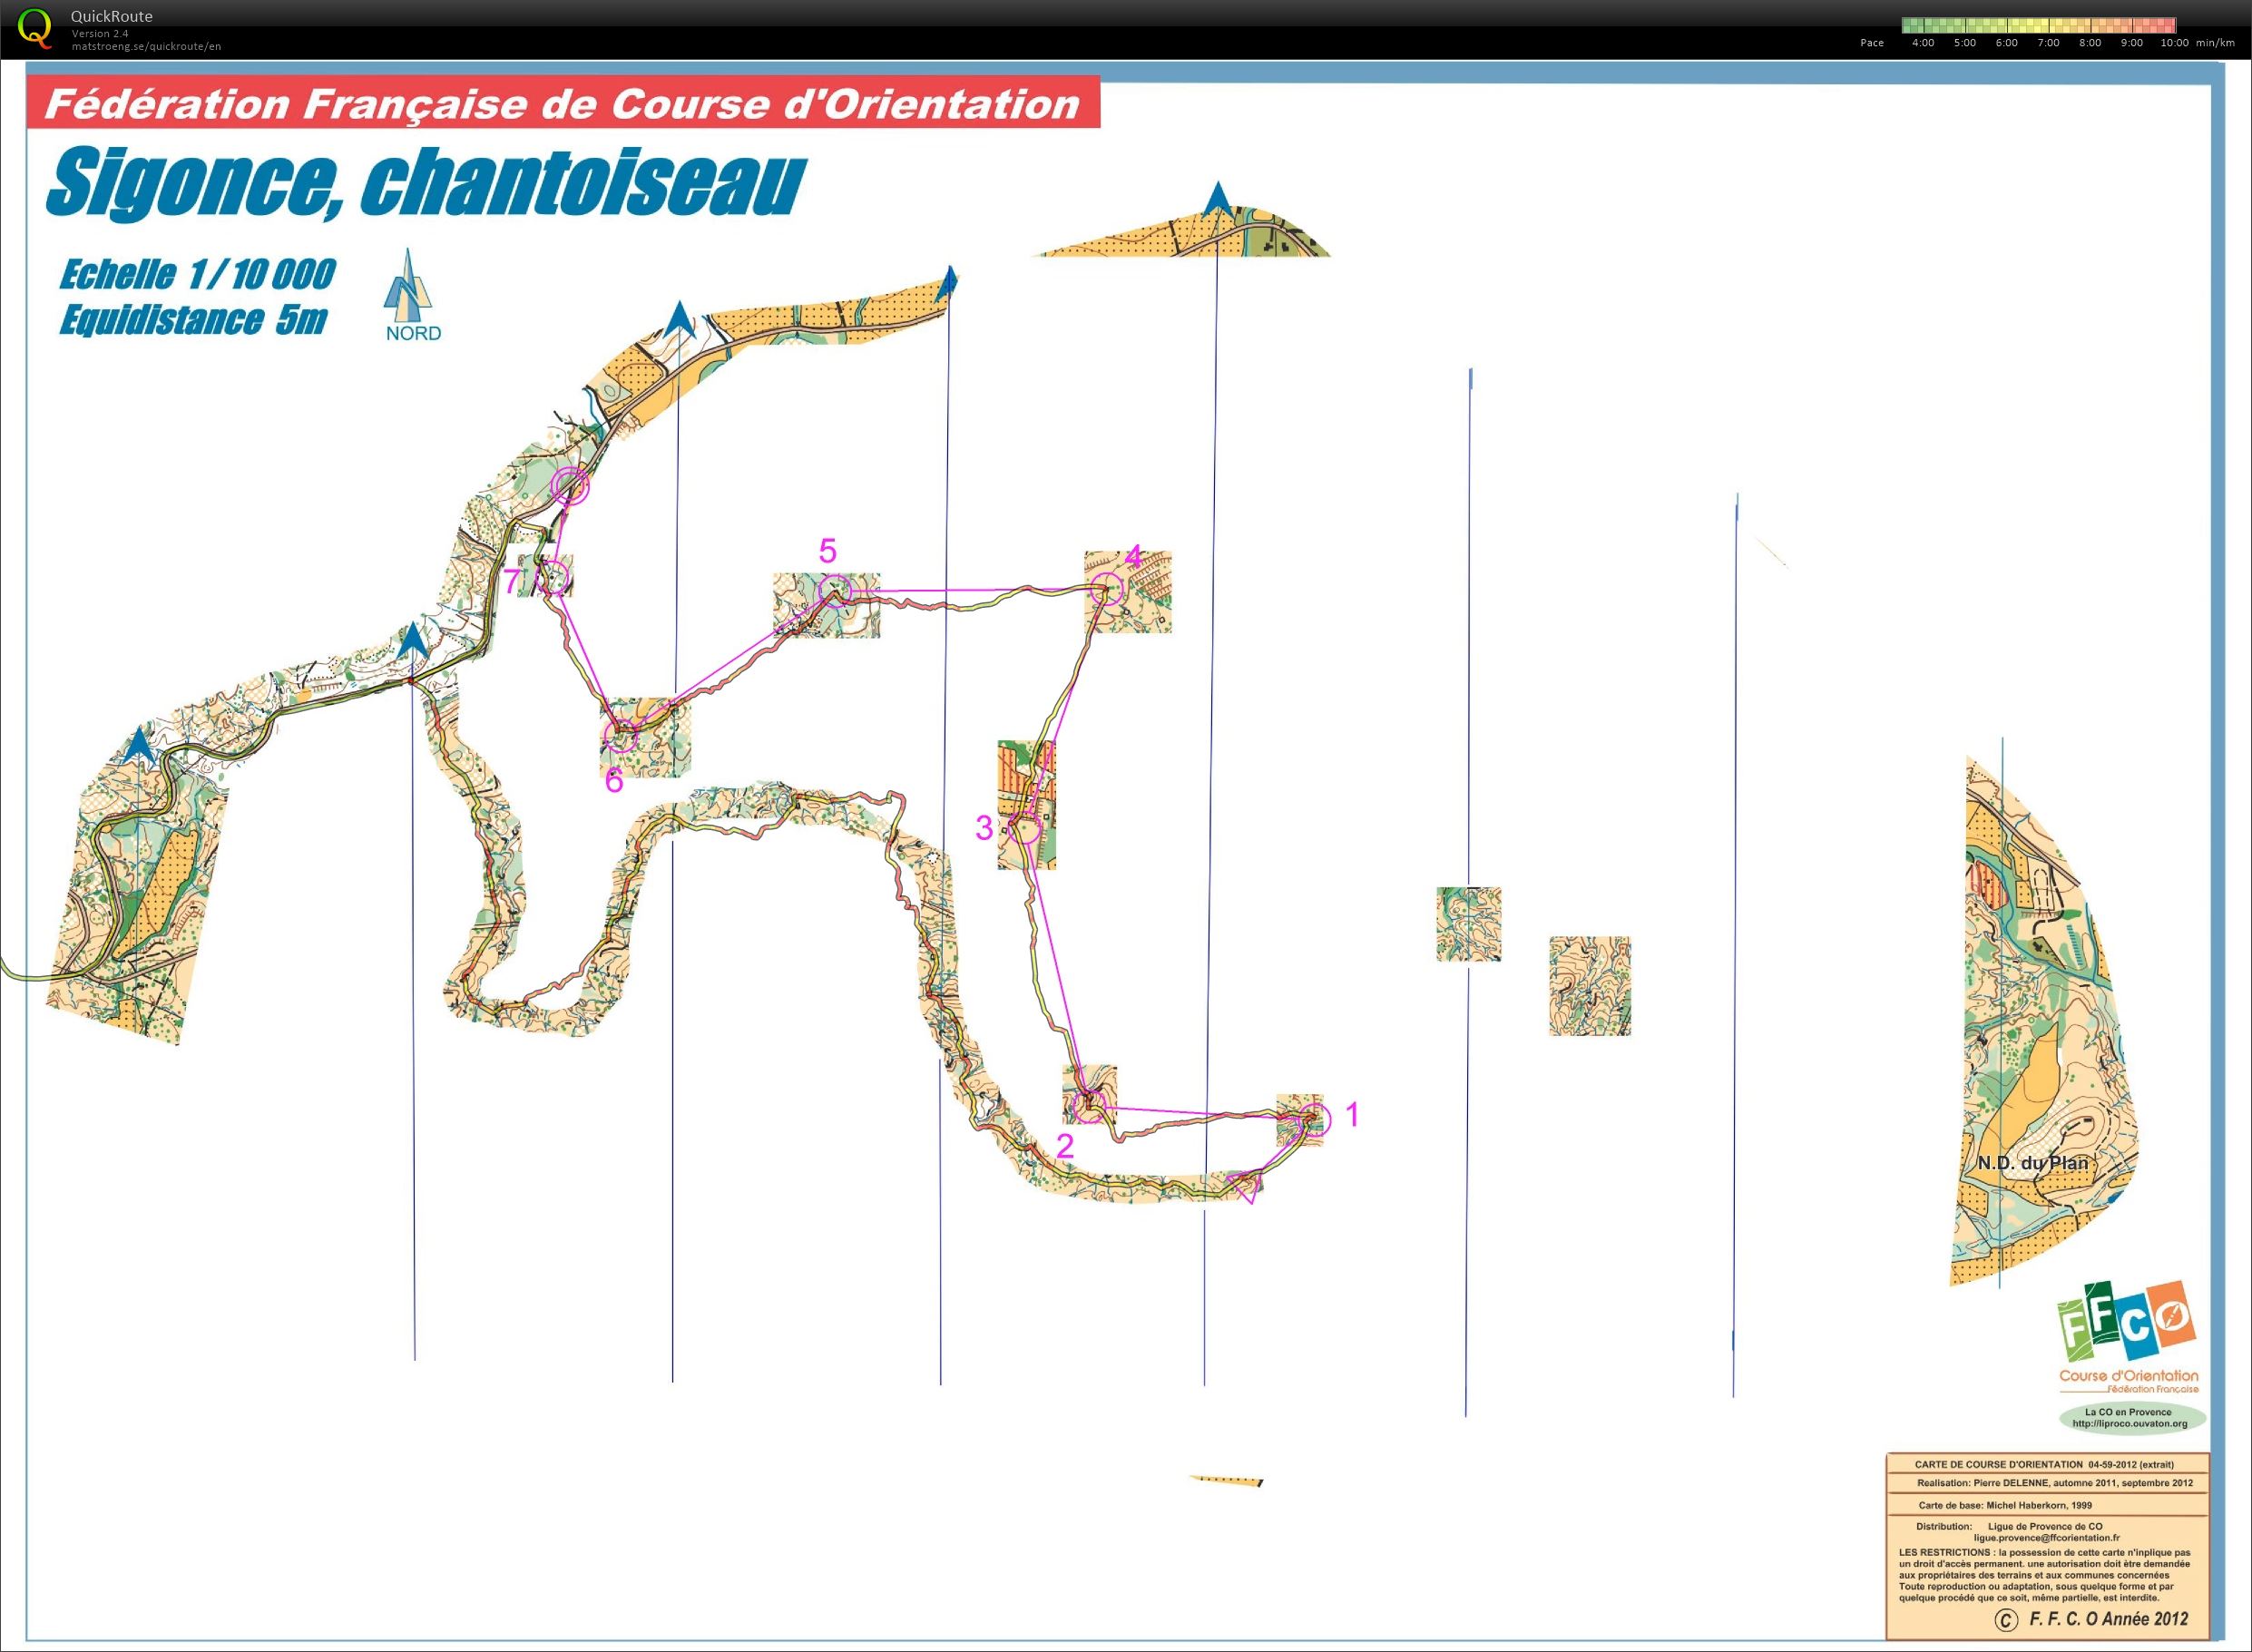 QuickRoute
Version 2.4
matstroeng.se/quickroute/en
Pace 4:00 5:00 6:00 7:00 8:00 9:00 10:00 min/km
Fédération Française de Course d'Orientation
Sigonce, chantoiseau
Echelle 1/10 000
Equidistance 5m
NORD
5
4
7
6
3
1
2
N.D. du Plan
FFCO
Course d'Orientation
Fédération Française
La CO en Provence
http://liproco.ouvaton.org
CARTE DE COURSE D'ORIENTATION 04-59-2012 (extrait)
Realisation: Pierre DELENNE, automne 2011, septembre 2012
Carte de base: Michel Haberkorn, 1999
Distribution: Ligue de Provence de CO
ligue.provence@ffcorientation.fr
LES RESTRICTIONS : la possession de cette carte n'inplique pas
un droit d'accès permanent. une autorisation doit ètre demandée
aux propriétaires des terrains et aux communes concernées
Toute reproduction ou adaptation, sous quelque forme et par
quelque procédé que ce soit, même partielle, est interdite.
© F. F. C. O Année 2012